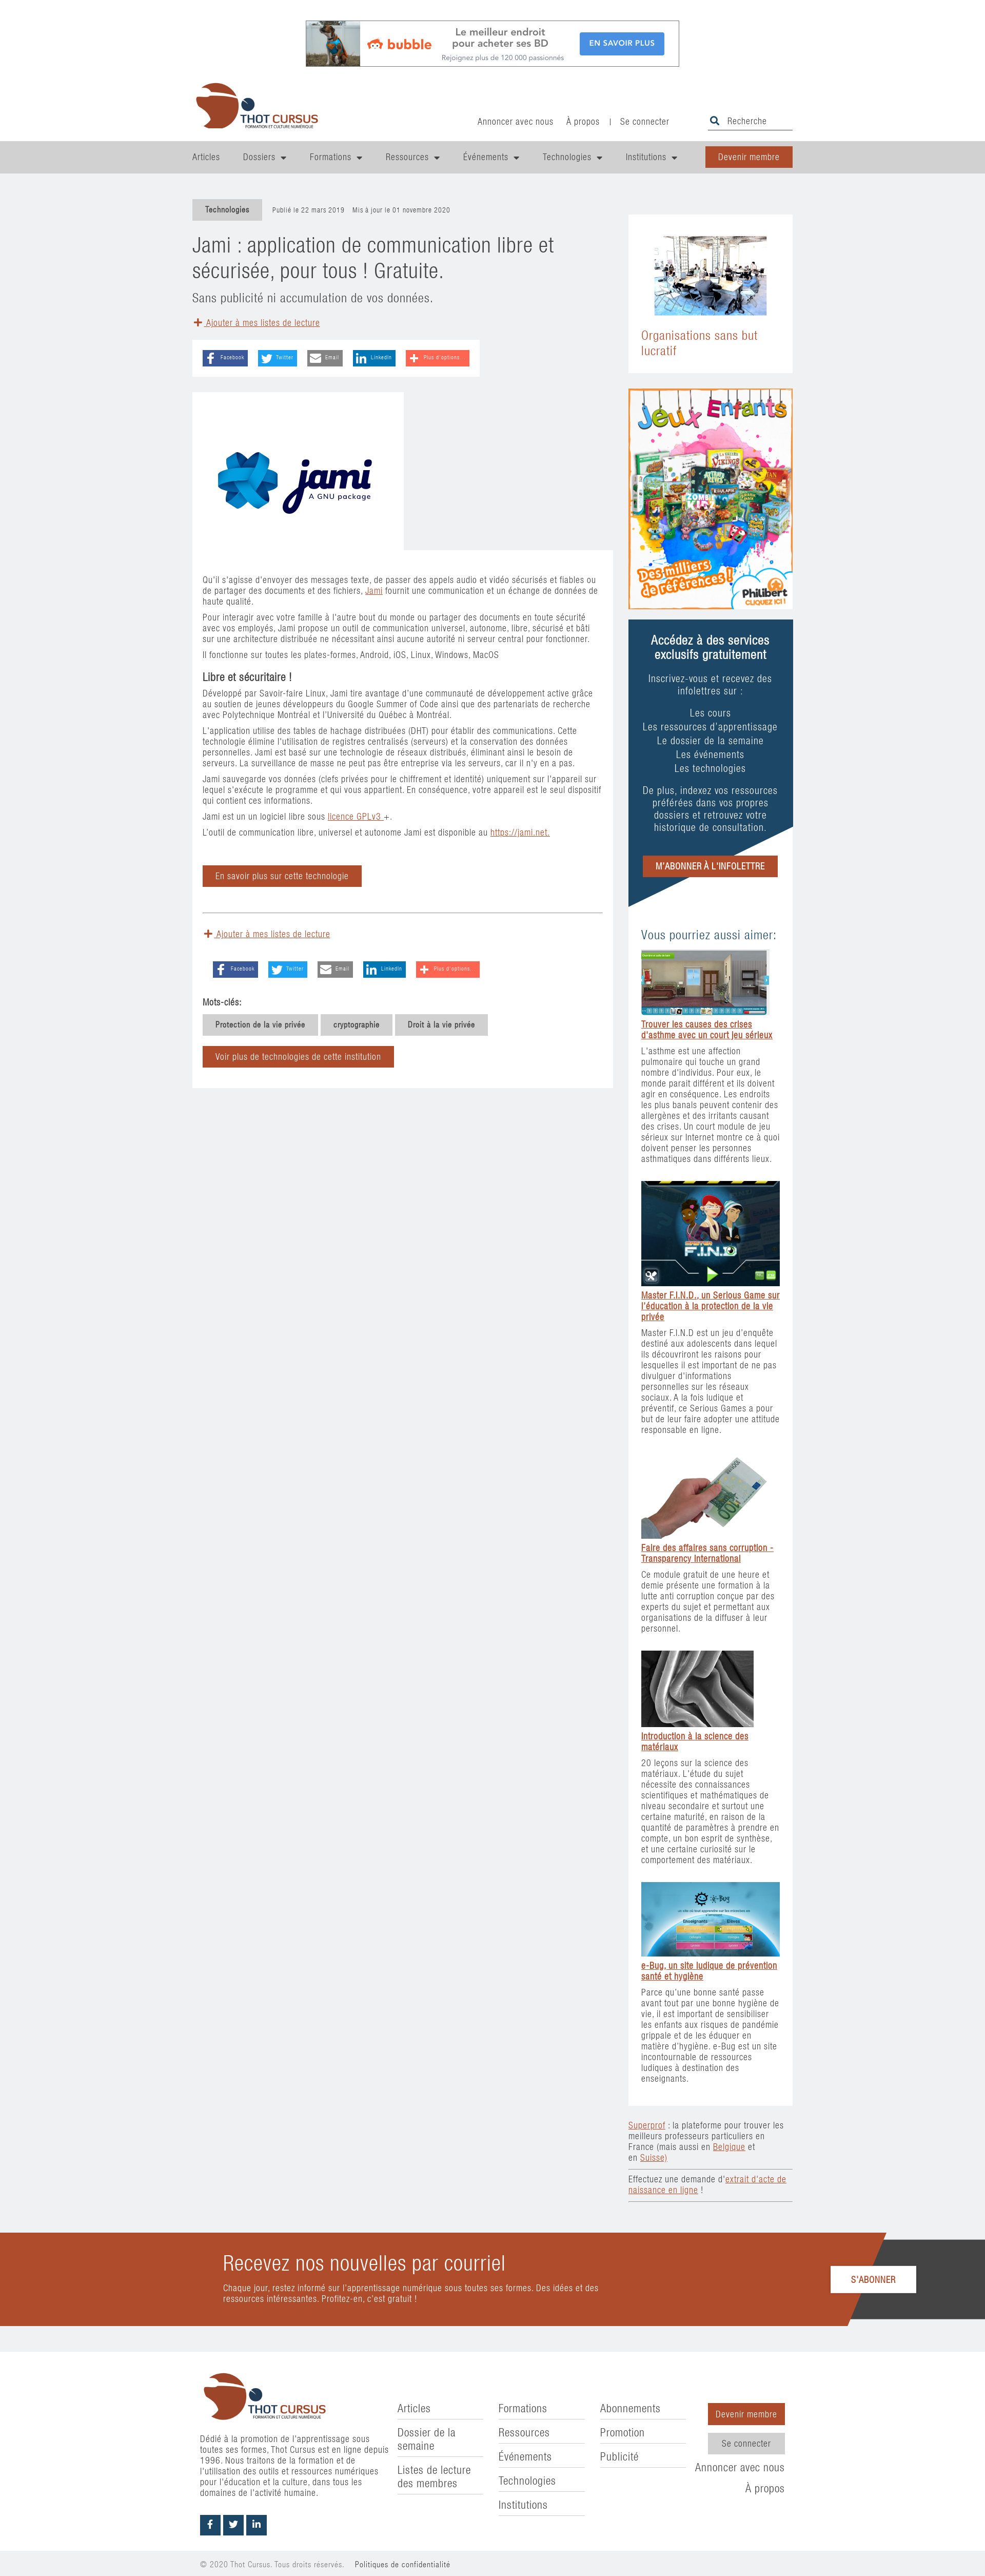 bubble
Le meilleur endroit
pour acheter ses BD
Rejoignez plus de 120 000 passionnés
EN SAVOIR PLUS
THOT CURSUS
FORMATION ET CULTURE NUMÉRIQUE
Annoncer avec nous À propos | Se connecter
Recherche
Articles Dossiers Formations Ressources Événements Technologies Institutions
Devenir membre
Technologies
Publié le 22 mars 2019 Mis à jour le 01 novembre 2020
Jami : application de communication libre et
sécurisée, pour tous ! Gratuite.
Sans publicité ni accumulation de vos données.
Ajouter à mes listes de lecture
Facebook Twitter Email LinkedIn Plus d'options...
jami
A GNU package
Qu'il s'agisse d'envoyer des messages texte, de passer des appels audio et vidéo sécurisés et fiables ou
de partager des documents et des fichiers, Jami fournit une communication et un échange de données de
haute qualité.
Pour interagir avec votre famille à l'autre bout du monde ou partager des documents en toute sécurité
avec vos employés, Jami propose un outil de communication universel, autonome, libre, sécurisé et bâti
sur une architecture distribuée ne nécessitant ainsi aucune autorité ni serveur central pour fonctionner.
Il fonctionne sur toutes les plates-formes, Android, iOS, Linux, Windows, MacOS
Libre et sécuritaire !
Développé par Savoir-faire Linux, Jami tire avantage d'une communauté de développement active grâce
au soutien de jeunes développeurs du Google Summer of Code ainsi que des partenariats de recherche
avec Polytechnique Montréal et l'Université du Québec à Montréal.
L'application utilise des tables de hachage distribuées (DHT) pour établir des communications. Cette
technologie élimine l'utilisation de registres centralisés (serveurs) et la conservation des données
personnelles. Jami est basé sur une technologie de réseaux distribués, éliminant ainsi le besoin de
serveurs. La surveillance de masse ne peut pas être entreprise via les serveurs, car il n'y en a pas.
Jami sauvegarde vos données (clefs privées pour le chiffrement et identité) uniquement sur l'appareil sur
lequel s'exécute le programme et qui vous appartient. En conséquence, votre appareil est le seul dispositif
qui contient ces informations.
Jami est un un logiciel libre sous licence GPLv3 +.
L'outil de communication libre, universel et autonome Jami est disponible au https://jami.net.
En savoir plus sur cette technologie
Ajouter à mes listes de lecture
Facebook Twitter Email LinkedIn Plus d'options...
Mots-clés:
Protection de la vie privée cryptographie Droit à la vie privée
Voir plus de technologies de cette institution
Organisations sans but
lucratif
Jeux Enfants
Des milliers
de références !
Philibert
CLIQUEZ ICI !
Accédez à des services
exclusifs gratuitement
Inscrivez-vous et recevez des
infolettres sur :
Les cours
Les ressources d'apprentissage
Le dossier de la semaine
Les événements
Les technologies
De plus, indexez vos ressources
préférées dans vos propres
dossiers et retrouvez votre
historique de consultation.
M'ABONNER À L'INFOLETTRE
Vous pourriez aussi aimer:
Trouver les causes des crises
d'asthme avec un court jeu sérieux
L'asthme est une affection
pulmonaire qui touche un grand
nombre d'individus. Pour eux, le
monde parait différent et ils doivent
agir en conséquence. Les endroits
les plus banals peuvent contenir des
allergènes et des irritants causant
des crises. Un court module de jeu
sérieux sur Internet montre ce à quoi
doivent penser les personnes
asthmatiques dans différents lieux.
MASTER
F.I.N.D
Master F.I.N.D., un Serious Game sur
l'éducation à la protection de la vie
privée
Master F.I.N.D est un jeu d'enquête
destiné aux adolescents dans lequel
ils découvriront les raisons pour
lesquelles il est important de ne pas
divulguer d'informations
personnelles sur les réseaux
sociaux. A la fois ludique et
préventif, ce Serious Games a pour
but de leur faire adopter une attitude
responsable en ligne.
100
Faire des affaires sans corruption -
Transparency International
Ce module gratuit de une heure et
demie présente une formation à la
lutte anti corruption conçue par des
experts du sujet et permettant aux
organisations de la diffuser à leur
personnel.
Introduction à la science des
matériaux
20 leçons sur la science des
matériaux. L'étude du sujet
nécessite des connaissances
scientifiques et mathématiques de
niveau secondaire et surtout une
certaine maturité, en raison de la
quantité de paramètres à prendre en
compte, un bon esprit de synthèse,
et une certaine curiosité sur le
comportement des matériaux.
e-Bug
Enseignants
e-Bug, un site ludique de prévention
santé et hygiène
Parce qu'une bonne santé passe
avant tout par une bonne hygiène de
vie, il est important de sensibiliser
les enfants aux risques de pandémie
grippale et de les éduquer en
matière d'hygiène. e-Bug est un site
incontournable de ressources
ludiques à destination des
enseignants.
Superprof : la plateforme pour trouver les
meilleurs professeurs particuliers en
France (mais aussi en Belgique et
en Suisse)
Effectuez une demande d'extrait d'acte de
naissance en ligne !
Recevez nos nouvelles par courriel
Chaque jour, restez informé sur l'apprentissage numérique sous toutes ses formes. Des idées et des
ressources intéressantes. Profitez-en, c'est gratuit !
S'ABONNER
THOT CURSUS
FORMATION ET CULTURE NUMÉRIQUE
Dédié à la promotion de l'apprentissage sous
toutes ses formes, Thot Cursus est en ligne depuis
1996. Nous traitons de la formation et de
l'utilisation des outils et ressources numériques
pour l'éducation et la culture, dans tous les
domaines de l'activité humaine.
Articles
Dossier de la
semaine
Listes de lecture
des membres
Formations
Ressources
Événements
Technologies
Institutions
Abonnements
Promotion
Publicité
Devenir membre
Se connecter
Annoncer avec nous
À propos
© 2020 Thot Cursus. Tous droits réservés. Politiques de confidentialité